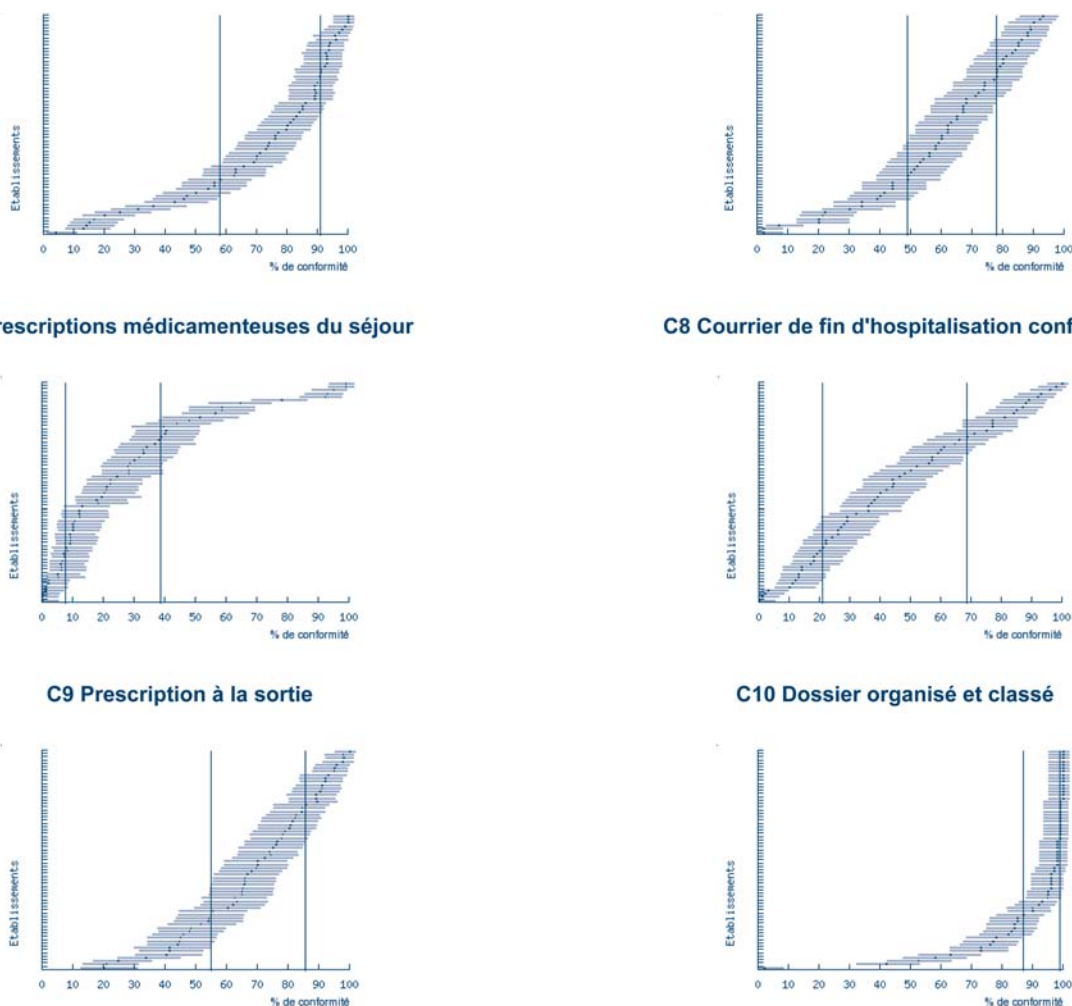 Etablissements
0 10 20 30 40 50 60 70 80 90 100
% de conformité
Etablissements
0 10 20 30 40 50 60 70 80 90 100
% de conformité
rescriptions médicamenteuses du séjour
C8 Courrier de fin d'hospitalisation conf
Etablissements
0 10 20 30 40 50 60 70 80 90 100
% de conformité
Etablissements
0 10 20 30 40 50 60 70 80 90 100
% de conformité
C9 Prescription à la sortie
C10 Dossier organisé et classé
Etablissements
0 10 20 30 40 50 60 70 80 90 100
% de conformité
Etablissements
0 10 20 30 40 50 60 70 80 90 100
% de conformité